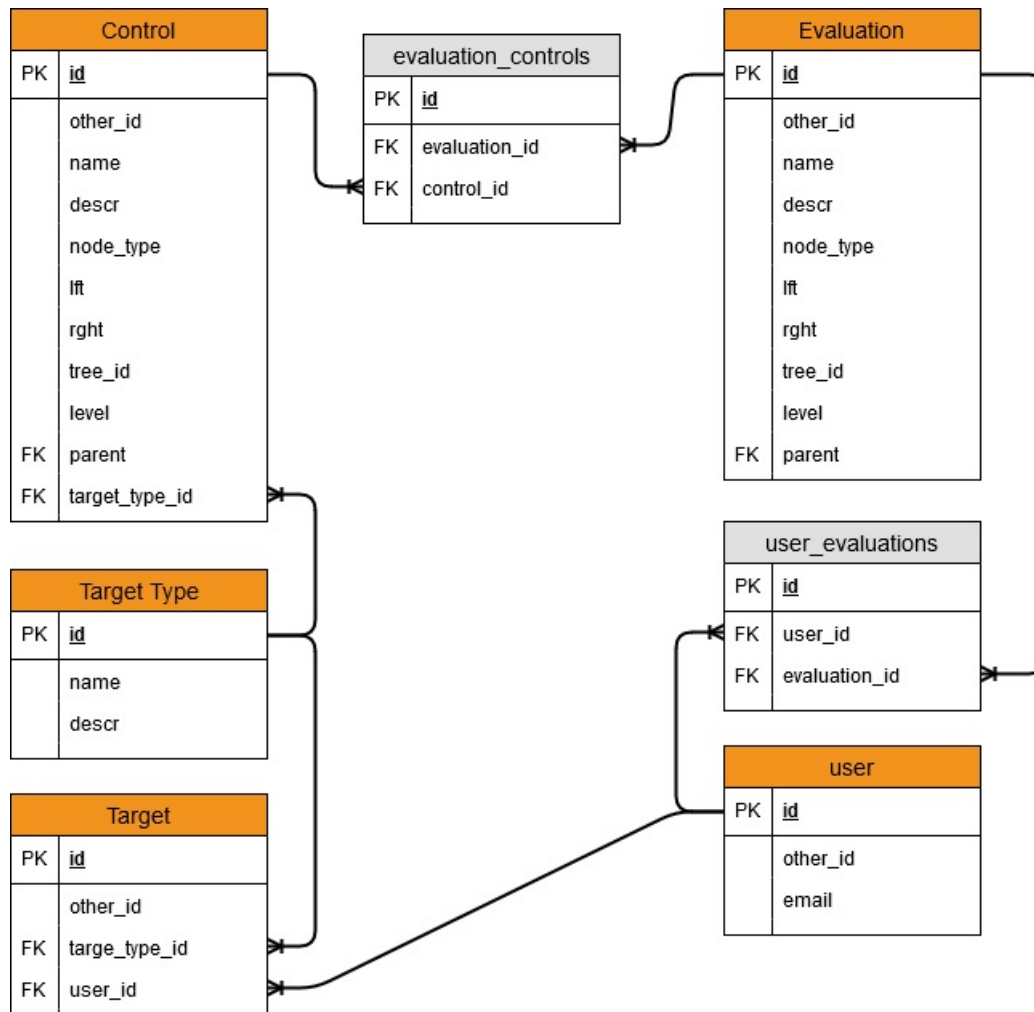 Control
PK id
other_id
name
descr
node_type
lft
rght
tree_id
level
FK parent
FK target_type_id
evaluation_controls
PK id
FK evaluation_id
FK control_id
Evaluation
PK id
other_id
name
descr
node_type
lft
rght
tree_id
level
FK parent
Target Type
PK id
name
descr
user_evaluations
PK id
FK user_id
FK evaluation_id
Target
PK id
other_id
FK targe_type_id
FK user_id
user
PK id
other_id
email